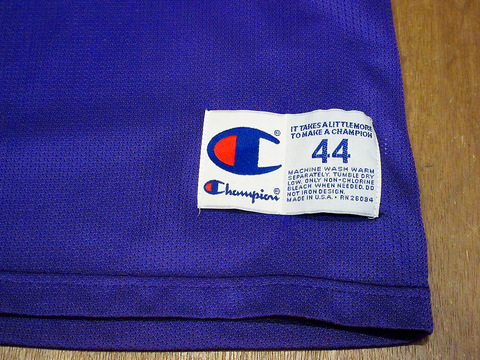 IT TAKES A LITTLE MORE
TO MAKE A CHAMPION
44
MACHINE WASH WARM
SEPARATELY. TUMBLE DRY
LOW. ONLY NON-CHLORINE
BLEACH WHEN NEEDED. DO
NOT IRON DESIGN.
MADE IN U.S.A. • RN 26094
C®
Champion®